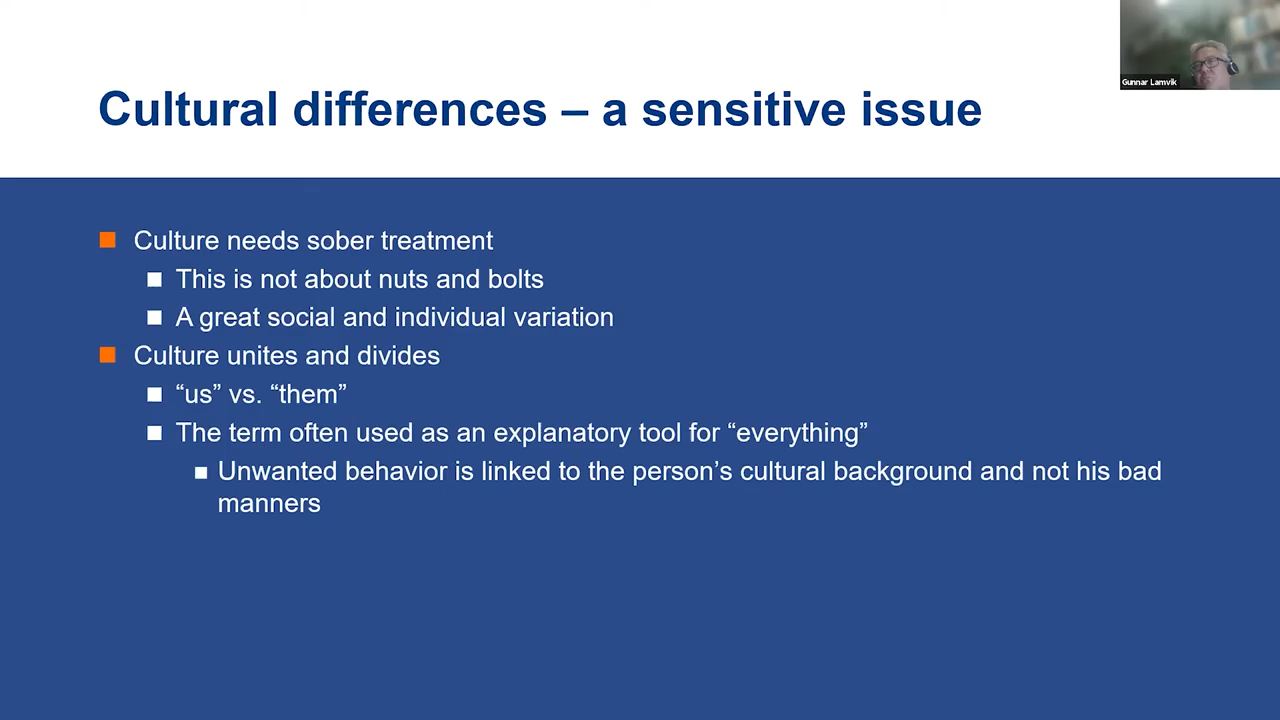 Gunnar Lamvik
Cultural differences – a sensitive issue
Culture needs sober treatment
This is not about nuts and bolts
A great social and individual variation
Culture unites and divides
“us” vs. “them”
The term often used as an explanatory tool for “everything”
Unwanted behavior is linked to the person’s cultural background and not his bad
manners